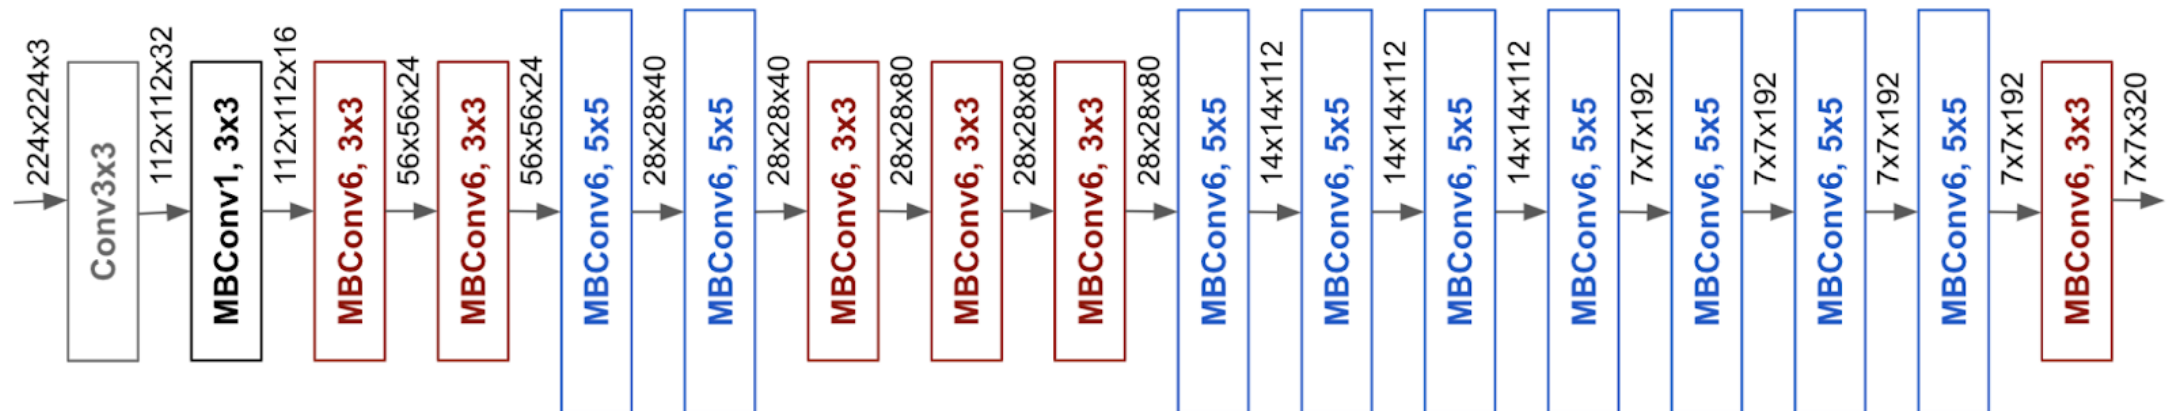 224x224x3
Conv3x3
112x112x32
MBConv1, 3x3
112x112x16
MBConv6, 3x3
56x56x24
MBConv6, 3x3
56x56x24
MBConv6, 5x5
28x28x40
MBConv6, 5x5
28x28x40
MBConv6, 3x3
28x28x80
MBConv6, 3x3
28x28x80
MBConv6, 3x3
28x28x80
MBConv6, 5x5
14x14x112
MBConv6, 5x5
14x14x112
MBConv6, 5x5
14x14x112
MBConv6, 5x5
7x7x192
MBConv6, 5x5
7x7x192
MBConv6, 5x5
7x7x192
MBConv6, 5x5
7x7x192
MBConv6, 3x3
7x7x320